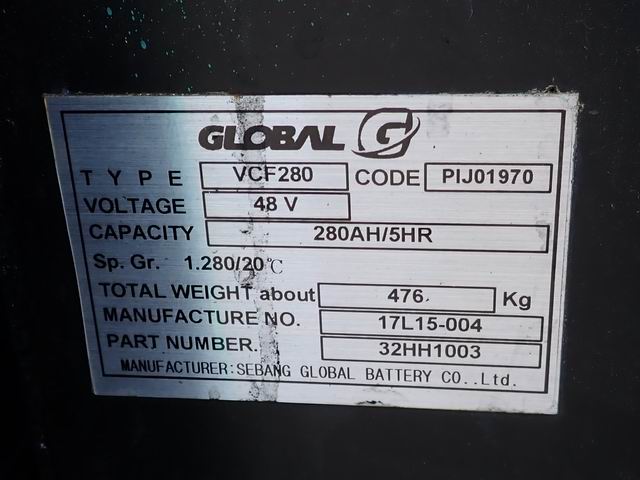 GLOBAL G
TYPE VCF280 CODE PIJ01970
VOLTAGE 48 V
CAPACITY 280AH/5HR
Sp. Gr. 1.280/20℃
TOTAL WEIGHT about 476. Kg
MANUFACTURE NO. 17L15-004
PART NUMBER. 32HH1003
MANUFACTURER:SEBANG GLOBAL BATTERY CO.,Ltd.